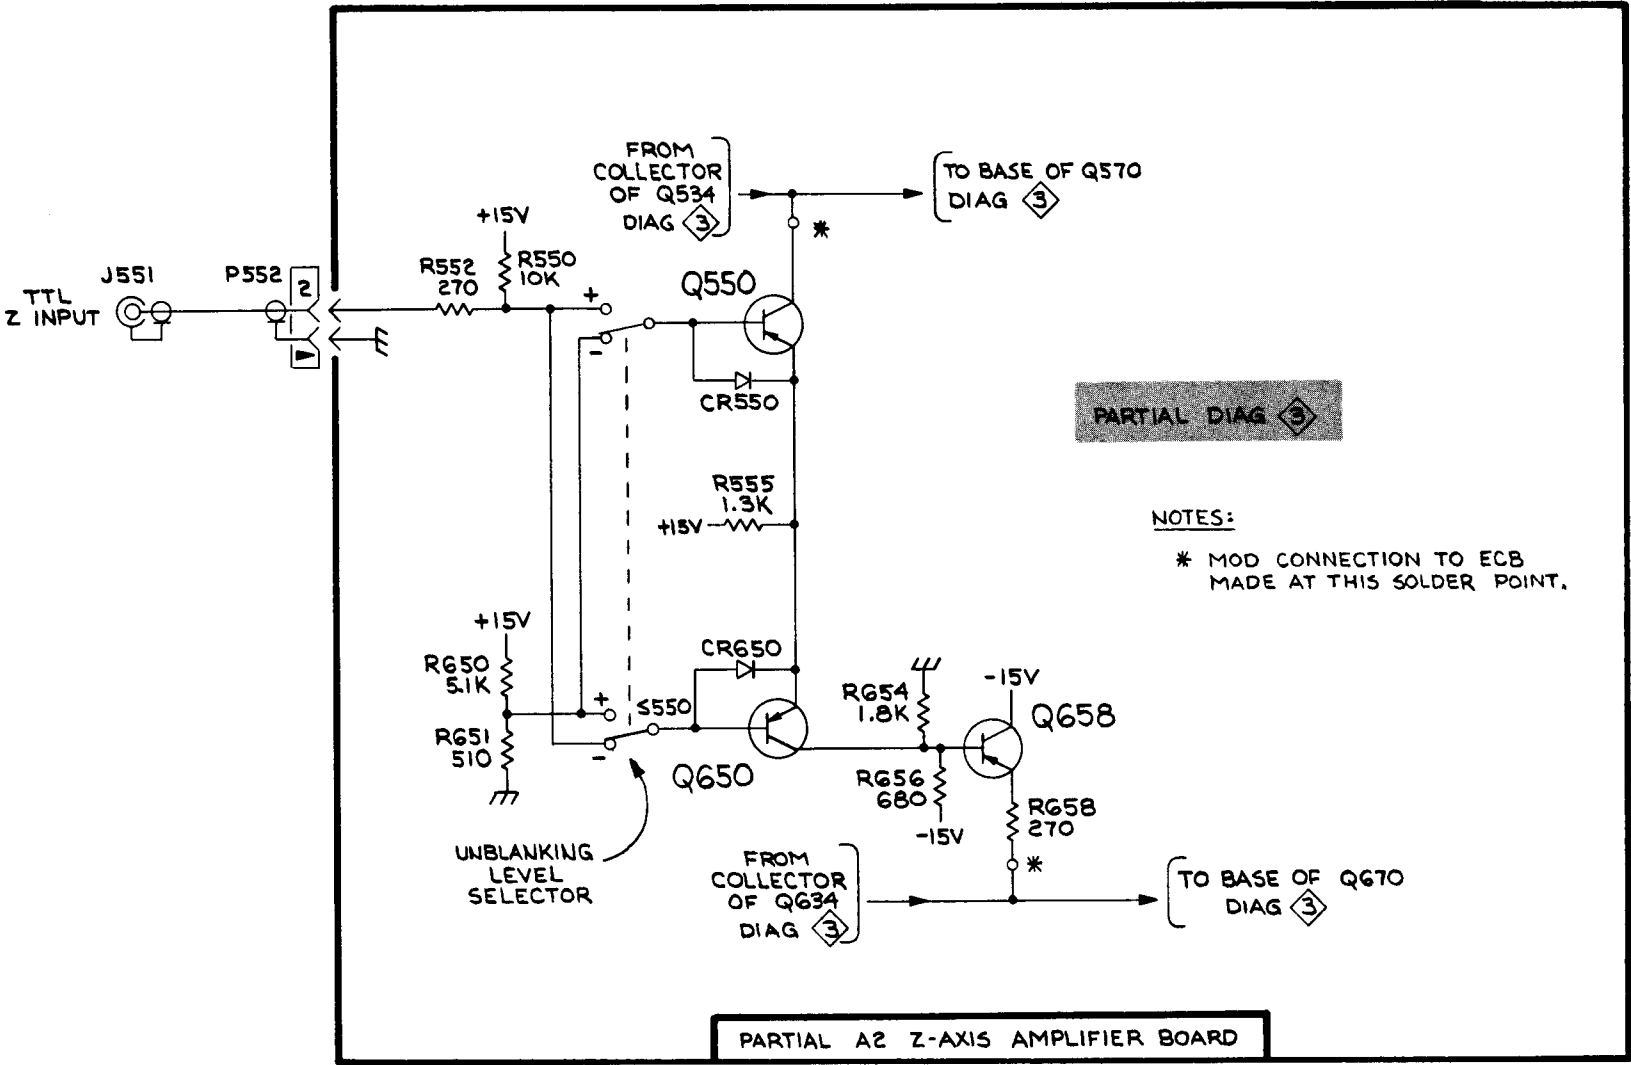 FROM
COLLECTOR
OF Q534
DIAG 3
TO BASE OF Q570
DIAG 3
*
+15V
J551
P552
2
R552
270
R550
10K
Q550
TTL
Z INPUT
+
-
CR550
PARTIAL DIAG 3
R555
1.3K
+15V
NOTES:
* MOD CONNECTION TO ECB
MADE AT THIS SOLDER POINT.
+15V
R650
5.1K
CR650
+
S550
R651
510
-
Q650
R654
1.8K
-15V
Q658
R656
680
-15V
R658
270
*
UNBLANKING
LEVEL
SELECTOR
FROM
COLLECTOR
OF Q634
DIAG 3
TO BASE OF Q670
DIAG 3
PARTIAL A2 Z-AXIS AMPLIFIER BOARD